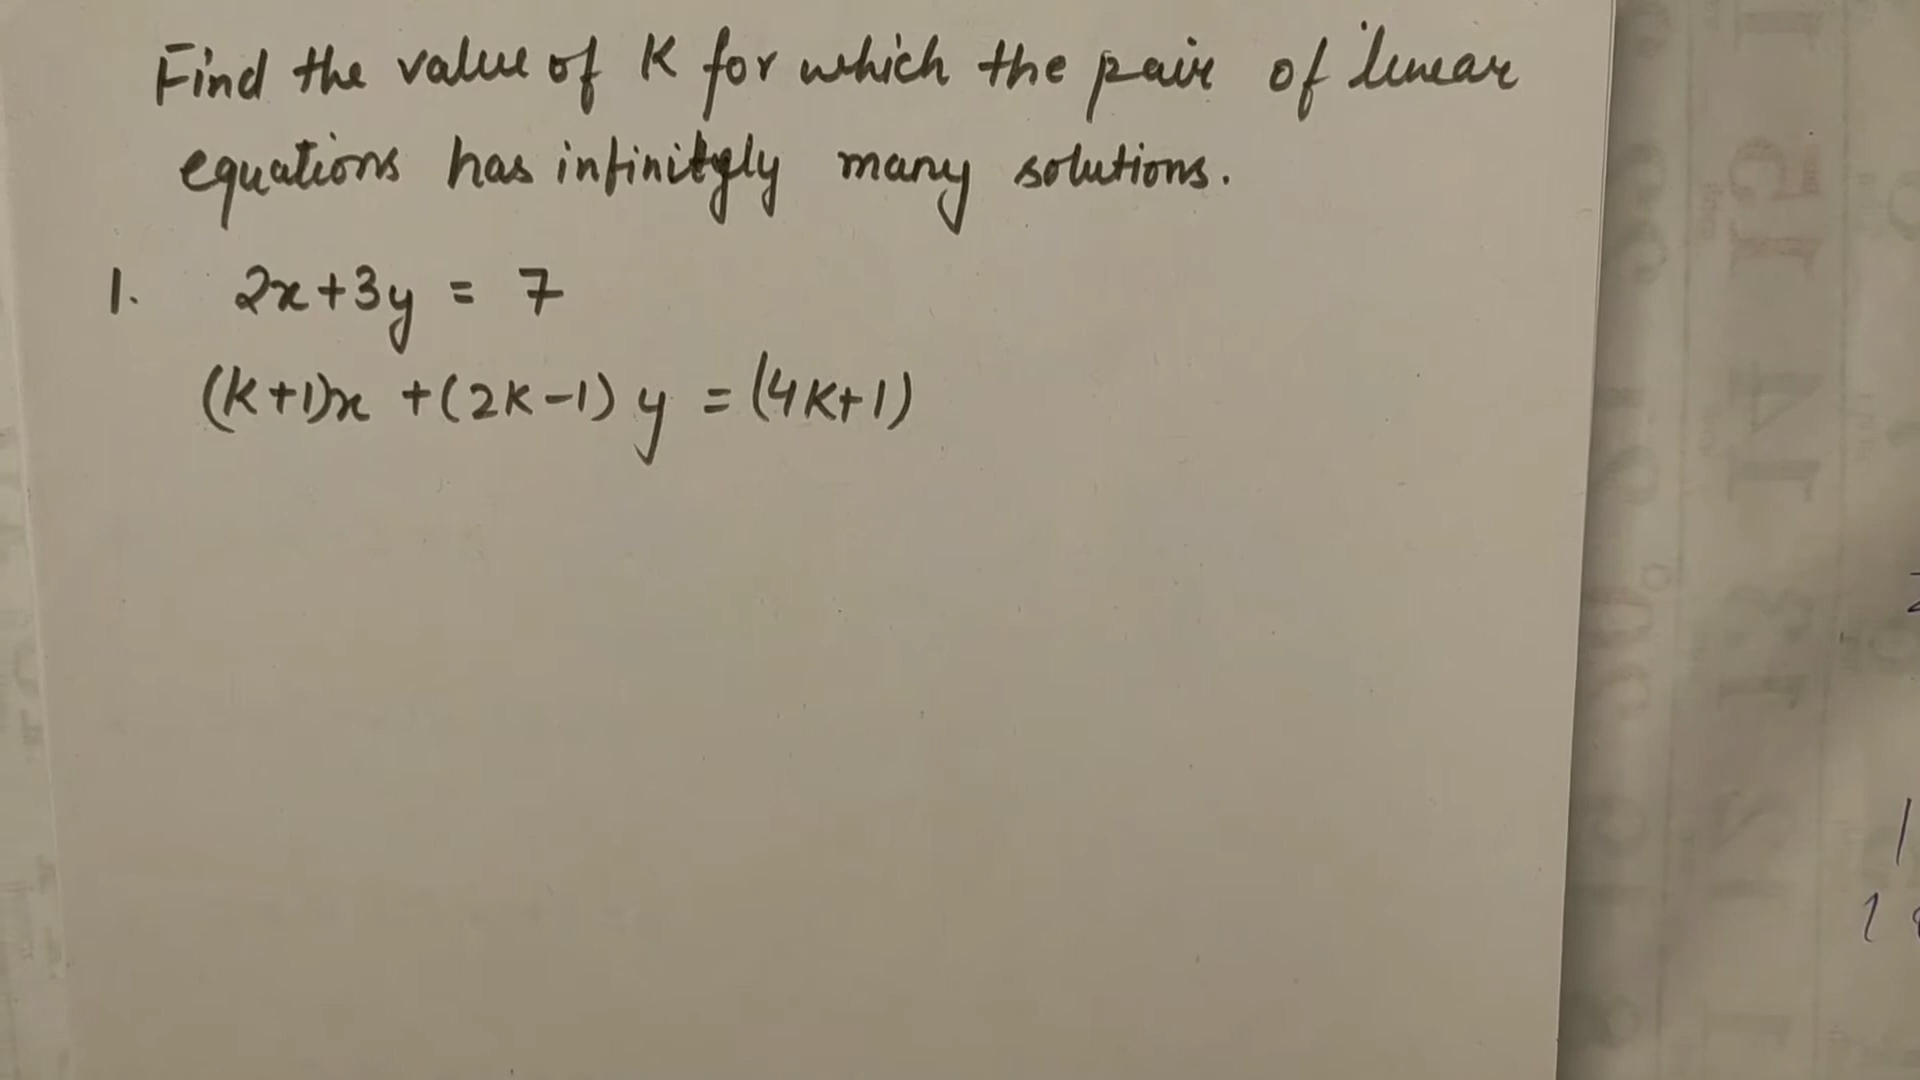 Find the value of K for which the pair of linear
equations has infinitely many solutions.
1. 2x+3y = 7
(K+1)x +(2K-1) y = (4K+1)